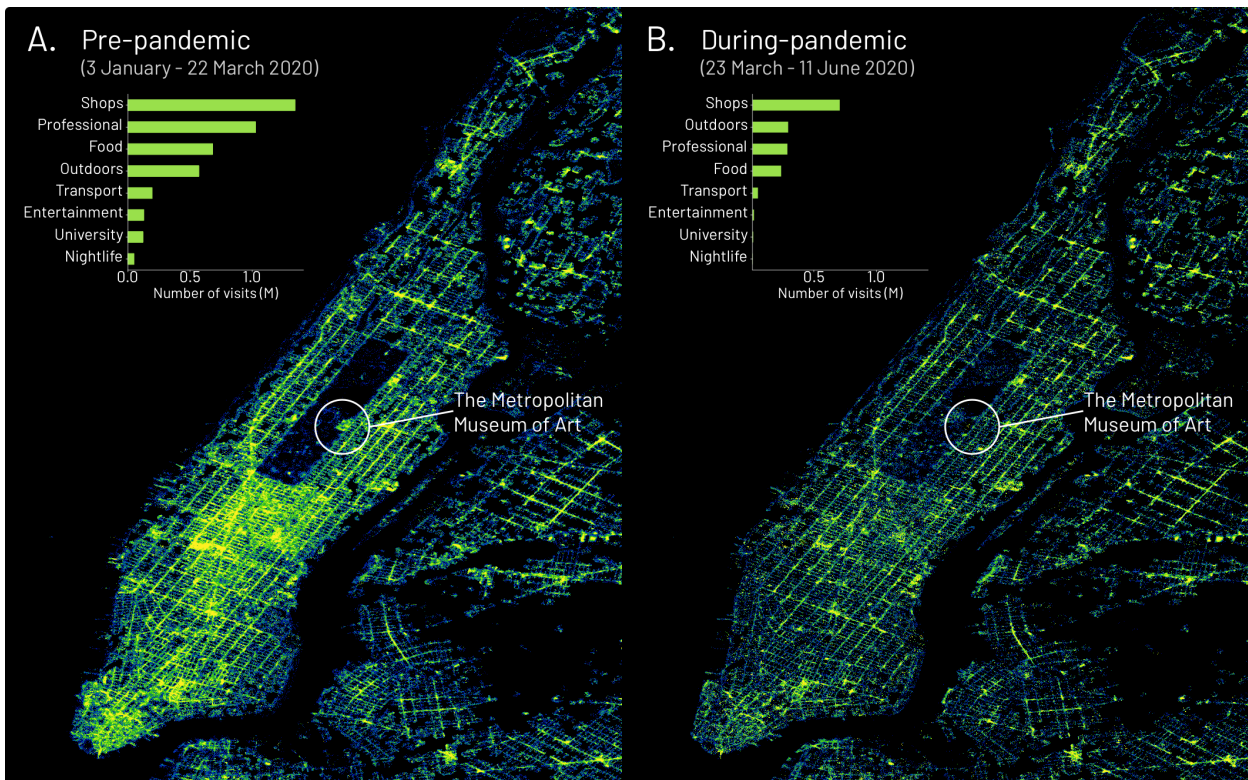 A. Pre-pandemic
(3 January - 22 March 2020)
Shops
Professional
Food
Outdoors
Transport
Entertainment
University
Nightlife
0.0 0.5 1.0
Number of visits (M)
The Metropolitan
Museum of Art
B. During-pandemic
(23 March - 11 June 2020)
Shops
Outdoors
Professional
Food
Transport
Entertainment
University
Nightlife
0.5 1.0
Number of visits (M)
The Metropolitan
Museum of Art